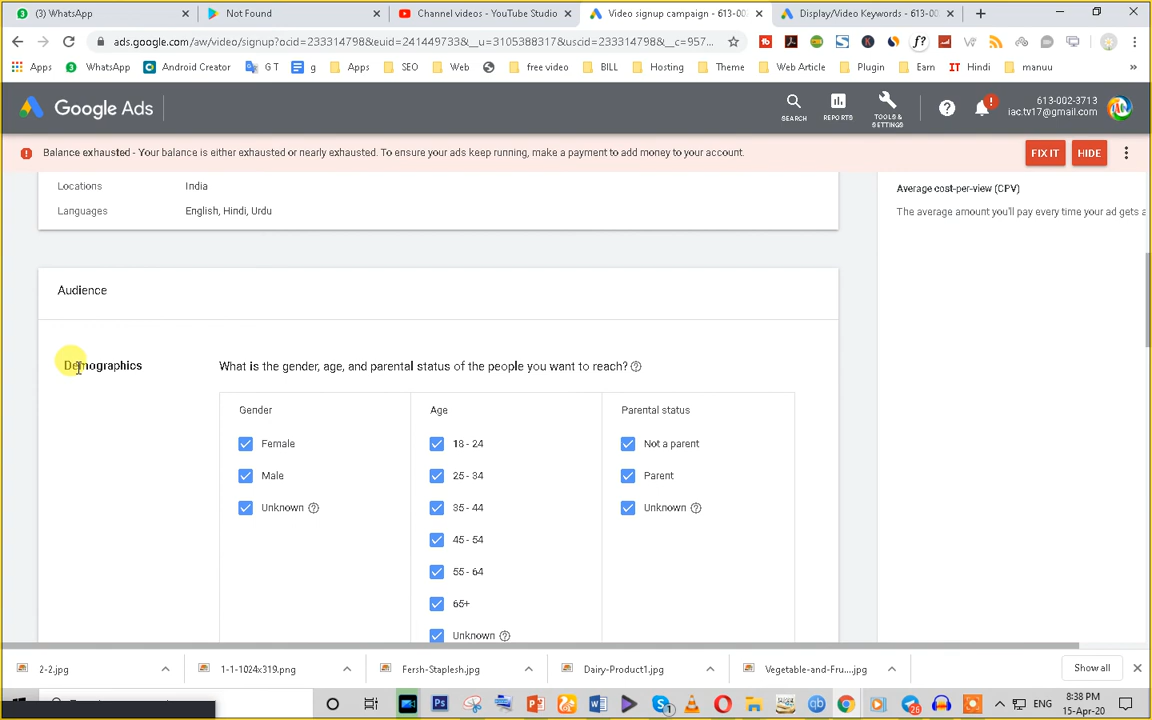 (3) WhatsApp
Not Found
Channel videos - YouTube Studio
Video signup campaign - 613-00
Display/Video Keywords - 613-00
ads.google.com/aw/video/signup?ocid=233314798&euid=241449733&__u=3105388317&uscid=233314798&__c=957...
Apps
WhatsApp
Android Creator
G T
g
Apps
SEO
Web
free video
BILL
Hosting
Theme
Web Article
Plugin
Earn
IT Hindi
manuu
Google Ads
SEARCH
REPORTS
TOOLS & SETTINGS
613-002-3713
iac.tv17@gmail.com
Balance exhausted - Your balance is either exhausted or nearly exhausted. To ensure your ads keep running, make a payment to add money to your account.
FIX IT
HIDE
Locations
India
Languages
English, Hindi, Urdu
Average cost-per-view (CPV)
The average amount you'll pay every time your ad gets a
Audience
Demographics
What is the gender, age, and parental status of the people you want to reach?
Gender
Age
Parental status
Female
18 - 24
Not a parent
Male
25 - 34
Parent
Unknown
35 - 44
Unknown
45 - 54
55 - 64
65+
Unknown
2-2.jpg
1-1-1024x319.png
Fersh-Staplesh.jpg
Dairy-Product1.jpg
Vegetable-and-Fru....jpg
Show all
26
ENG
8:38 PM
15-Apr-20